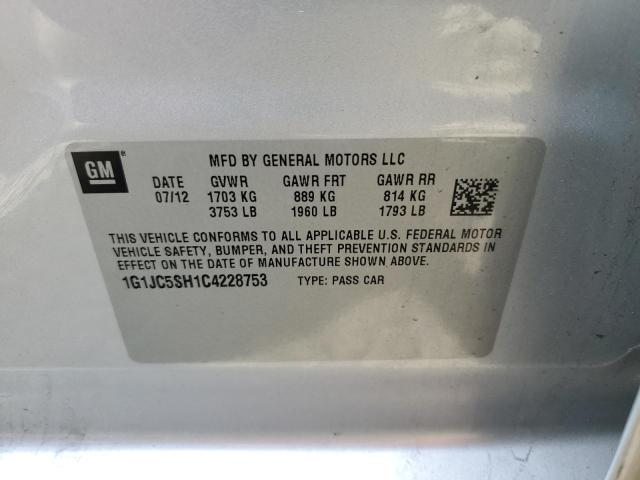 GM ®
MFD BY GENERAL MOTORS LLC
DATE GVWR GAWR FRT GAWR RR
07/12 1703 KG 889 KG 814 KG
3753 LB 1960 LB 1793 LB
THIS VEHICLE CONFORMS TO ALL APPLICABLE U.S. FEDERAL MOTOR
VEHICLE SAFETY, BUMPER, AND THEFT PREVENTION STANDARDS IN
EFFECT ON THE DATE OF MANUFACTURE SHOWN ABOVE.
1G1JC5SH1C4228753 TYPE: PASS CAR